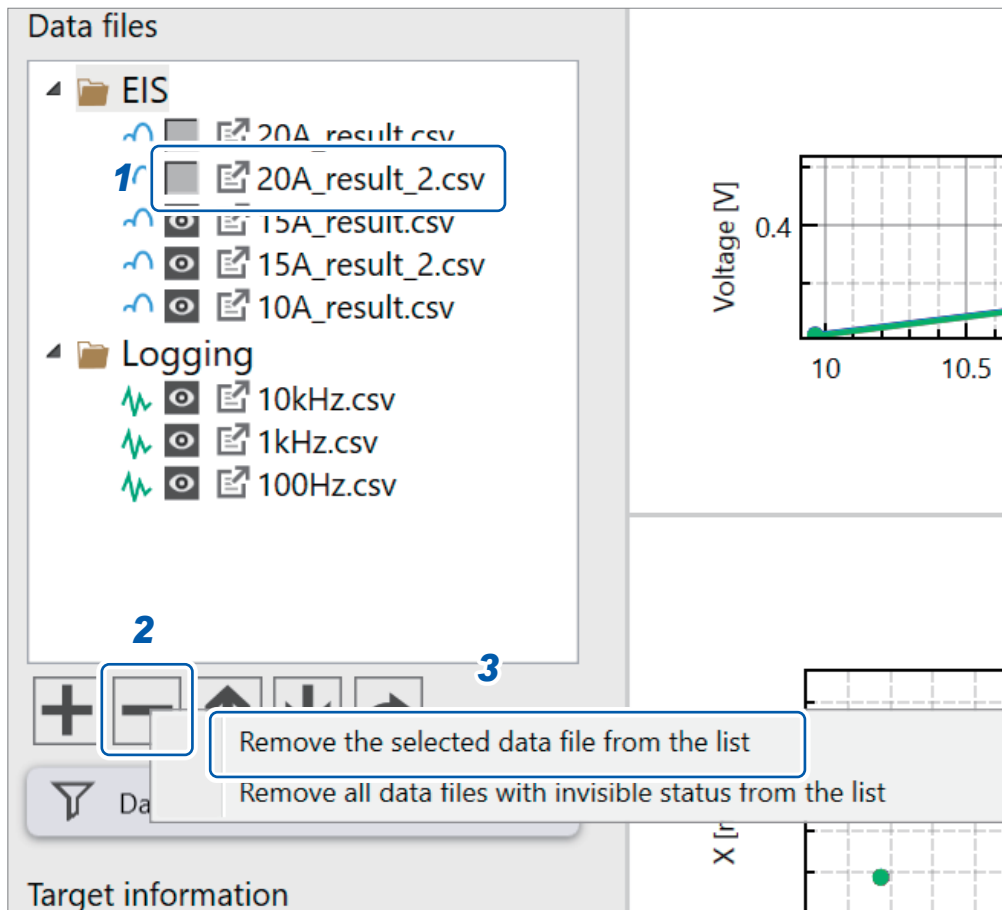 Data files
EIS
20A_result.csv
1
20A_result_2.csv
15A_result.csv
15A_result_2.csv
10A_result.csv
Logging
10kHz.csv
1kHz.csv
100Hz.csv
2
3
Remove the selected data file from the list
Remove all data files with invisible status from the list
Da
Target information
Voltage [V]
0.4
10
10.5
X [